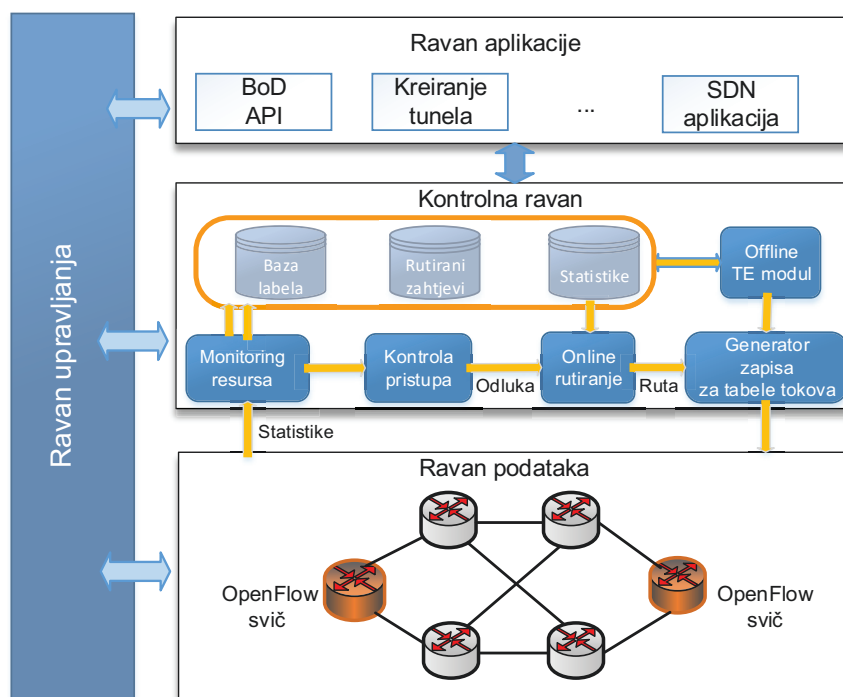 Ravan upravljanja
Ravan aplikacije
BoD
API
Kreiranje
tunela
...
SDN
aplikacija
Kontrolna ravan
Baza
labela
Rutirani
zahtjevi
Statistike
Offline
TE modul
Monitoring
resursa
Kontrola
pristupa
Odluka
Online
rutiranje
Ruta
Generator
zapisa
za tabele tokova
Statistike
Ravan podataka
OpenFlow
svič
OpenFlow
svič